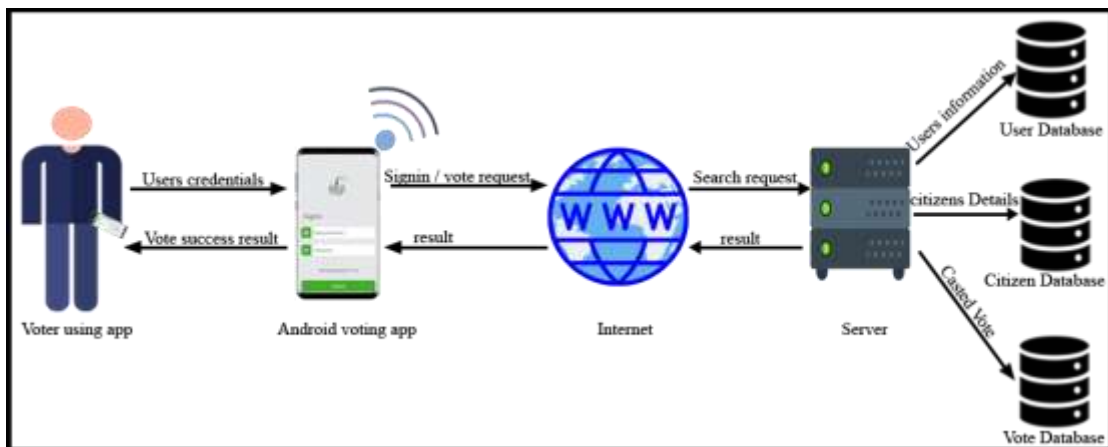 Users information
User Database
Users credentials
Signin / vote request
Search request
citizens Details
WWW
Vote success result
result
result
Citizen Database
Casted Vote
Voter using app
Android voting app
Internet
Server
Vote Database